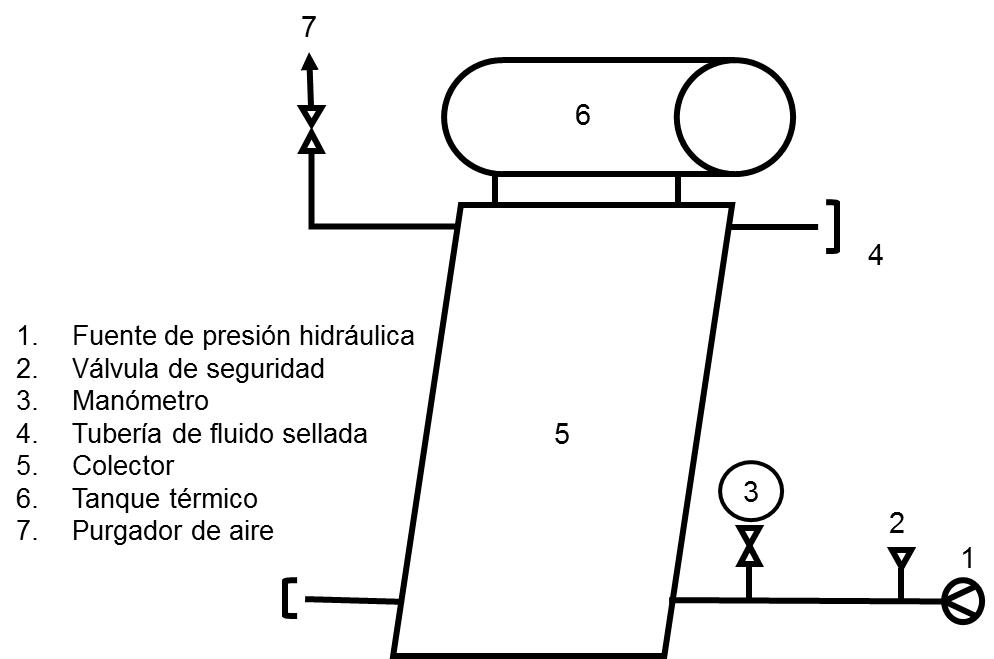 7
6
4
1. Fuente de presión hidráulica
2. Válvula de seguridad
3. Manómetro
4. Tubería de fluido sellada
5. Colector
6. Tanque térmico
7. Purgador de aire
5
3
2
1